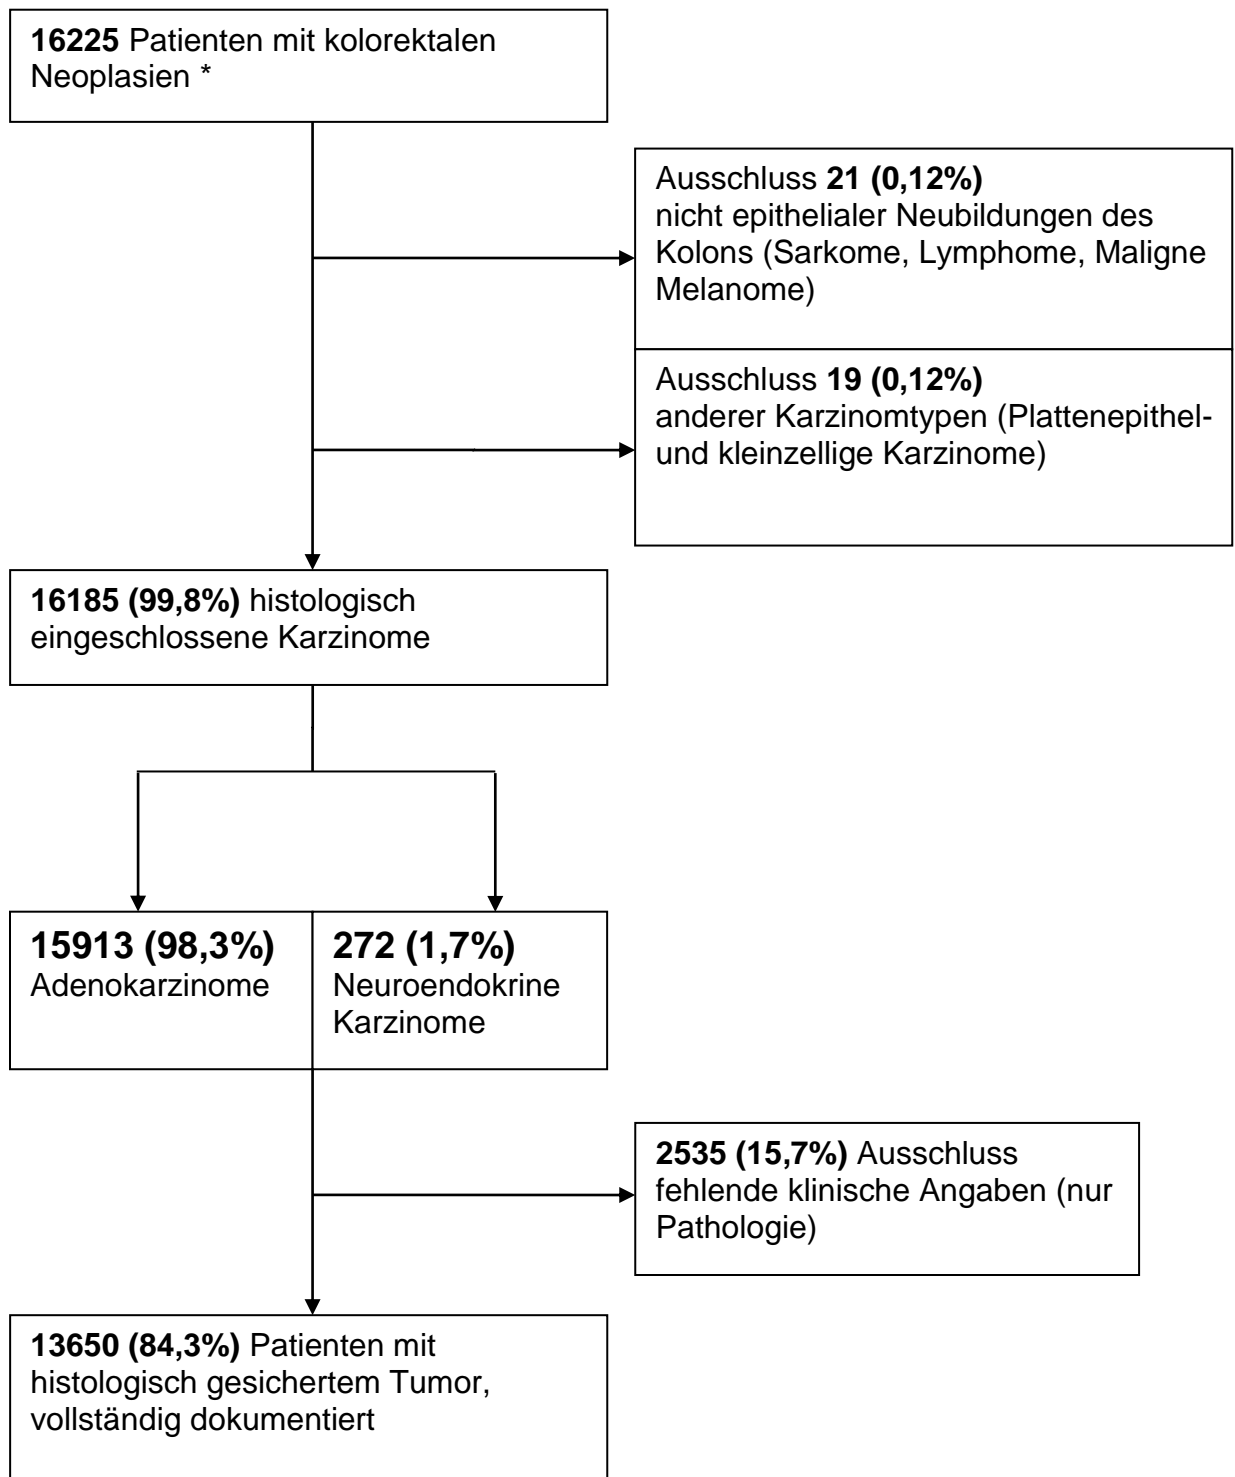 16225 Patienten mit kolorektalen
Neoplasien *
Ausschluss 21 (0,12%)
nicht epithelialer Neubildungen des
Kolons (Sarkome, Lymphome, Maligne
Melanome)
Ausschluss 19 (0,12%)
anderer Karzinomtypen (Plattenepithel-
und kleinzellige Karzinome)
16185 (99,8%) histologisch
eingeschlossene Karzinome
15913 (98,3%)
Adenokarzinome
272 (1,7%)
Neuroendokrine
Karzinome
2535 (15,7%) Ausschluss
fehlende klinische Angaben (nur
Pathologie)
13650 (84,3%) Patienten mit
histologisch gesichertem Tumor,
vollständig dokumentiert